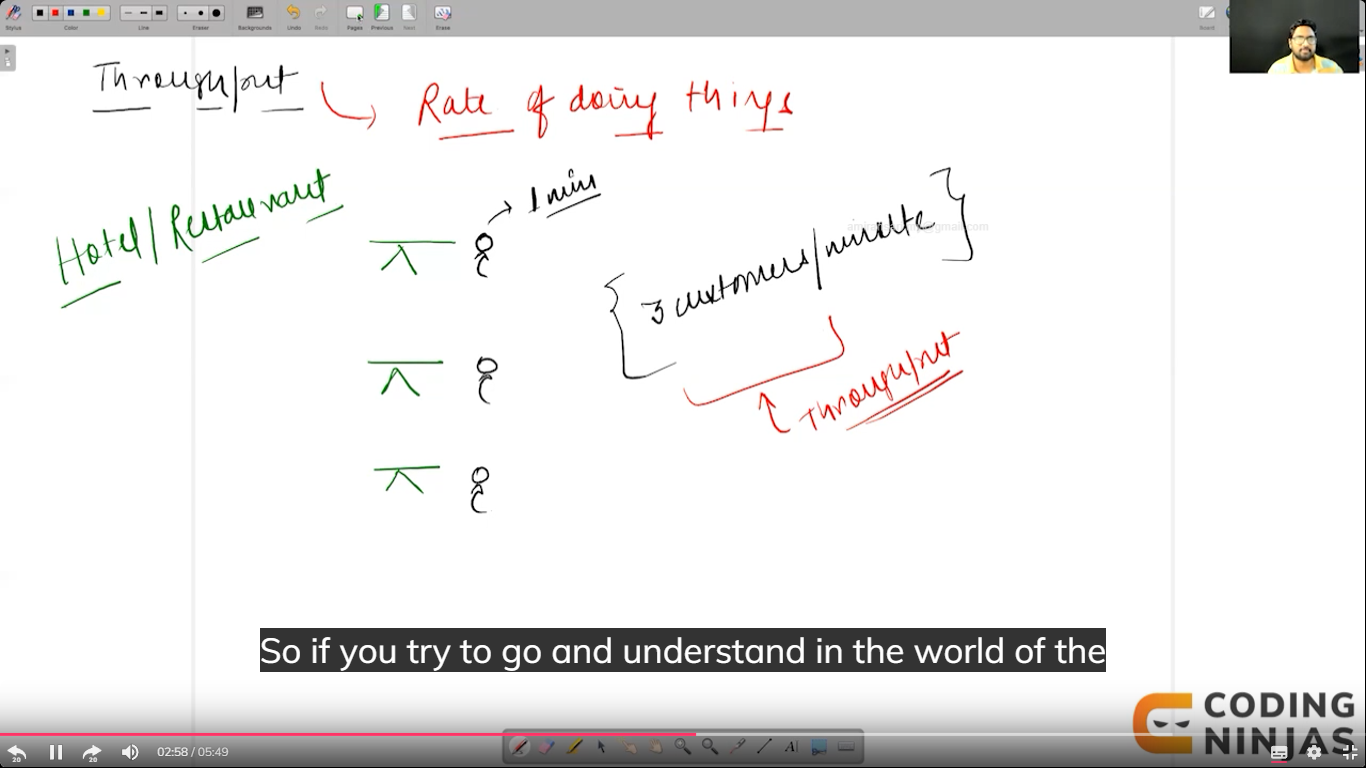 Stylus
Color
Line
Eraser
Backgrounds
Undo
Redo
Pages
Previous
Next
Erase
Board
Throughput
Rate of doing things
Hotel/Restaurant
1 min
3 customers/minute
Throughput
So if you try to go and understand in the world of the
CODING
NINJAS
20
20
02:58 / 05:49